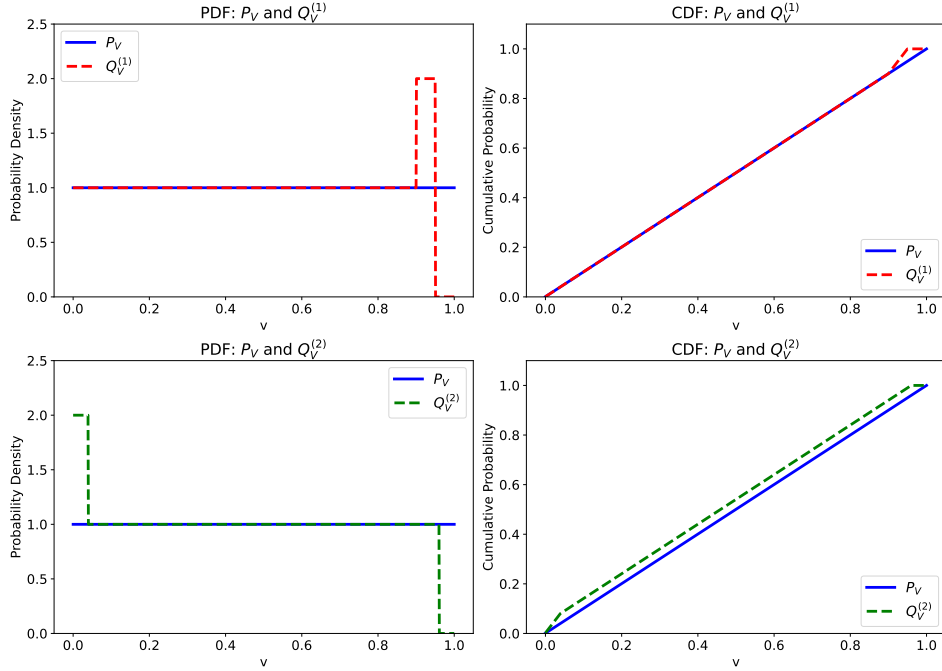 PDF: $P_V$ and $Q_V^{(1)}$
Probability Density
2.5
2.0
1.5
1.0
0.5
0.0
$P_V$
$Q_V^{(1)}$
0.0 0.2 0.4 0.6 0.8 1.0
v
CDF: $P_V$ and $Q_V^{(1)}$
Cumulative Probability
1.0
0.8
0.6
0.4
0.2
0.0
$P_V$
$Q_V^{(1)}$
0.0 0.2 0.4 0.6 0.8 1.0
v
PDF: $P_V$ and $Q_V^{(2)}$
Probability Density
2.5
2.0
1.5
1.0
0.5
0.0
$P_V$
$Q_V^{(2)}$
0.0 0.2 0.4 0.6 0.8 1.0
v
CDF: $P_V$ and $Q_V^{(2)}$
Cumulative Probability
1.0
0.8
0.6
0.4
0.2
0.0
$P_V$
$Q_V^{(2)}$
0.0 0.2 0.4 0.6 0.8 1.0
v